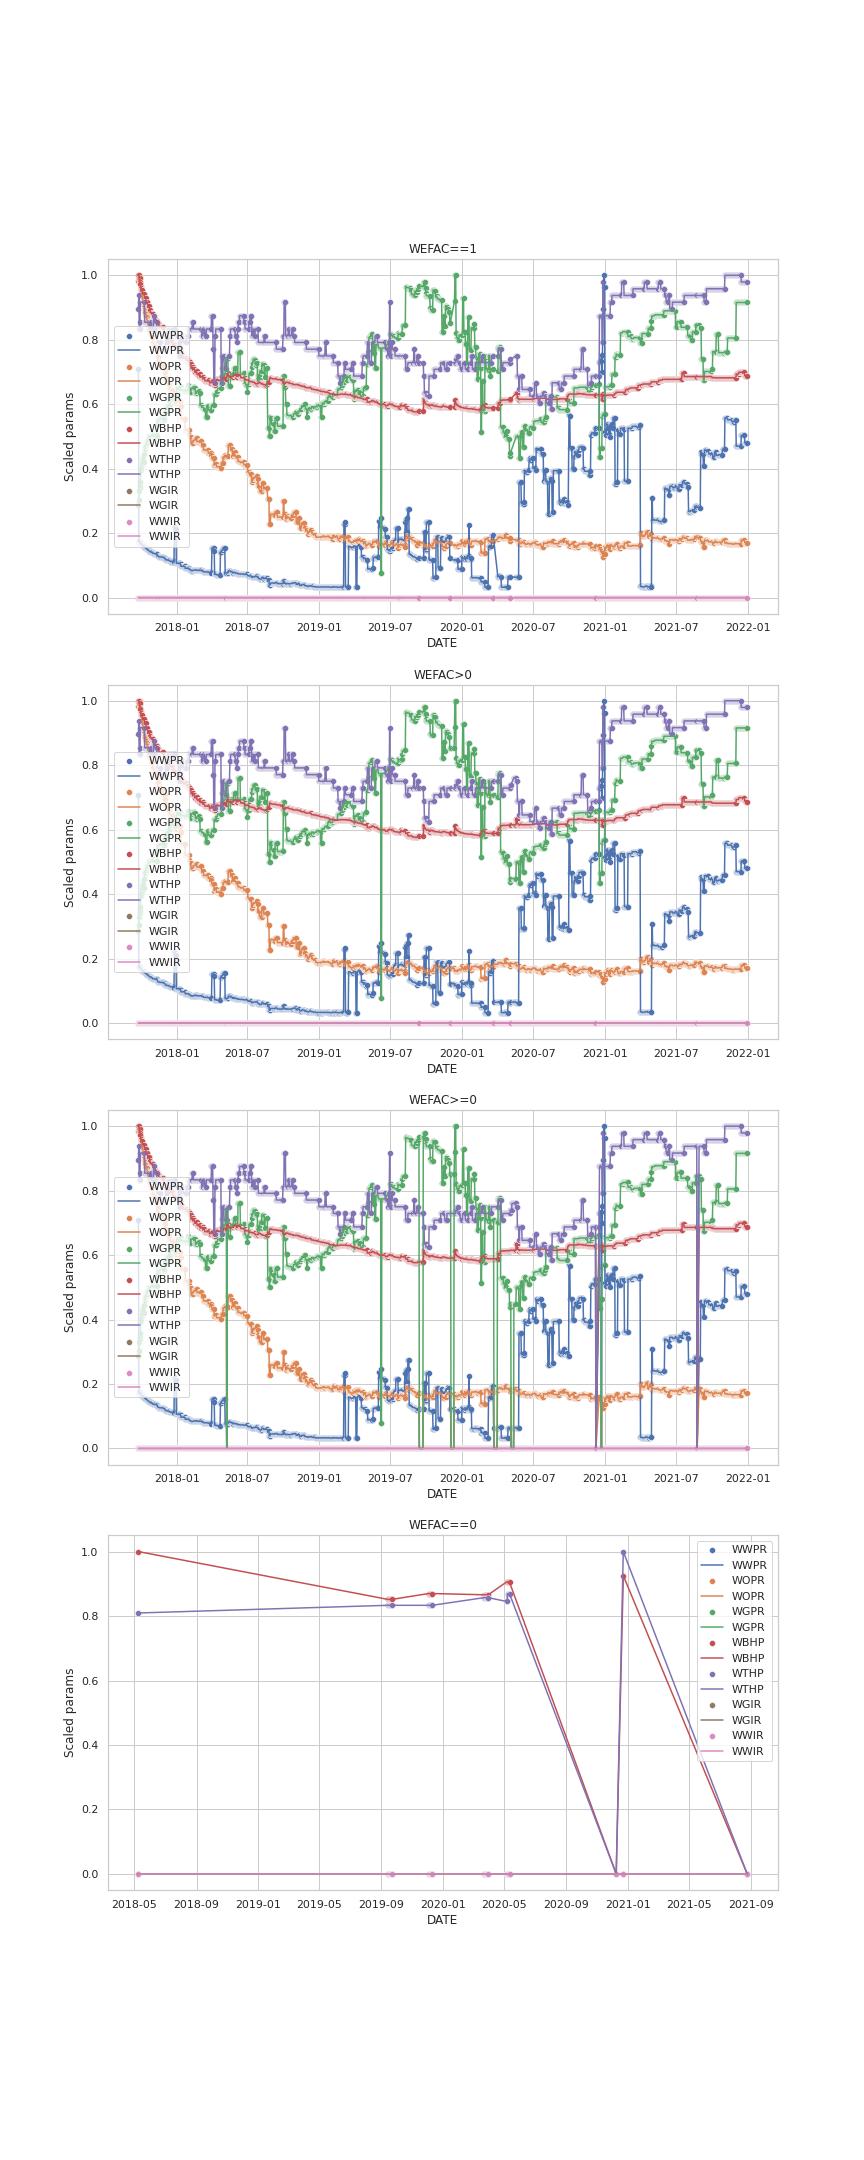 WEFAC==1
Scaled params
1.0
0.8
0.6
0.4
0.2
0.0
WWPR
WWPR
WOPR
WOPR
WGPR
WGPR
WBHP
WBHP
WTHP
WTHP
WGIR
WGIR
WWIR
WWIR
2018-01 2018-07 2019-01 2019-07 2020-01 2020-07 2021-01 2021-07 2022-01
DATE
WEFAC>0
Scaled params
1.0
0.8
0.6
0.4
0.2
0.0
WWPR
WWPR
WOPR
WOPR
WGPR
WGPR
WBHP
WBHP
WTHP
WTHP
WGIR
WGIR
WWIR
WWIR
2018-01 2018-07 2019-01 2019-07 2020-01 2020-07 2021-01 2021-07 2022-01
DATE
WEFAC>=0
Scaled params
1.0
0.8
0.6
0.4
0.2
0.0
WWPR
WWPR
WOPR
WOPR
WGPR
WGPR
WBHP
WBHP
WTHP
WTHP
WGIR
WGIR
WWIR
WWIR
2018-01 2018-07 2019-01 2019-07 2020-01 2020-07 2021-01 2021-07 2022-01
DATE
WEFAC==0
Scaled params
1.0
0.8
0.6
0.4
0.2
0.0
WWPR
WWPR
WOPR
WOPR
WGPR
WGPR
WBHP
WBHP
WTHP
WTHP
WGIR
WGIR
WWIR
WWIR
2018-05 2018-09 2019-01 2019-05 2019-09 2020-01 2020-05 2020-09 2021-01 2021-05 2021-09
DATE